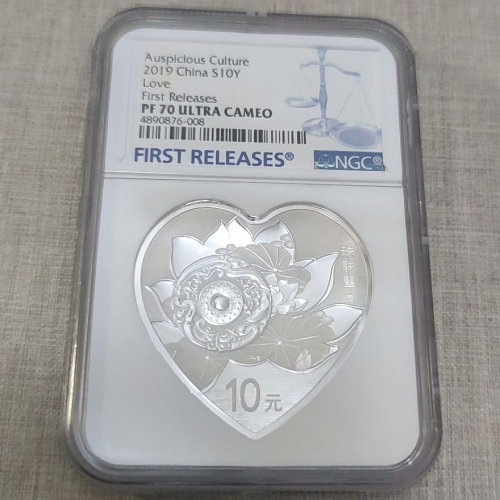 Auspicious Culture
2019 China S10Y
Love
First Releases
PF 70 ULTRA CAMEO
4890876-008
FIRST RELEASES®
NGC®
10元